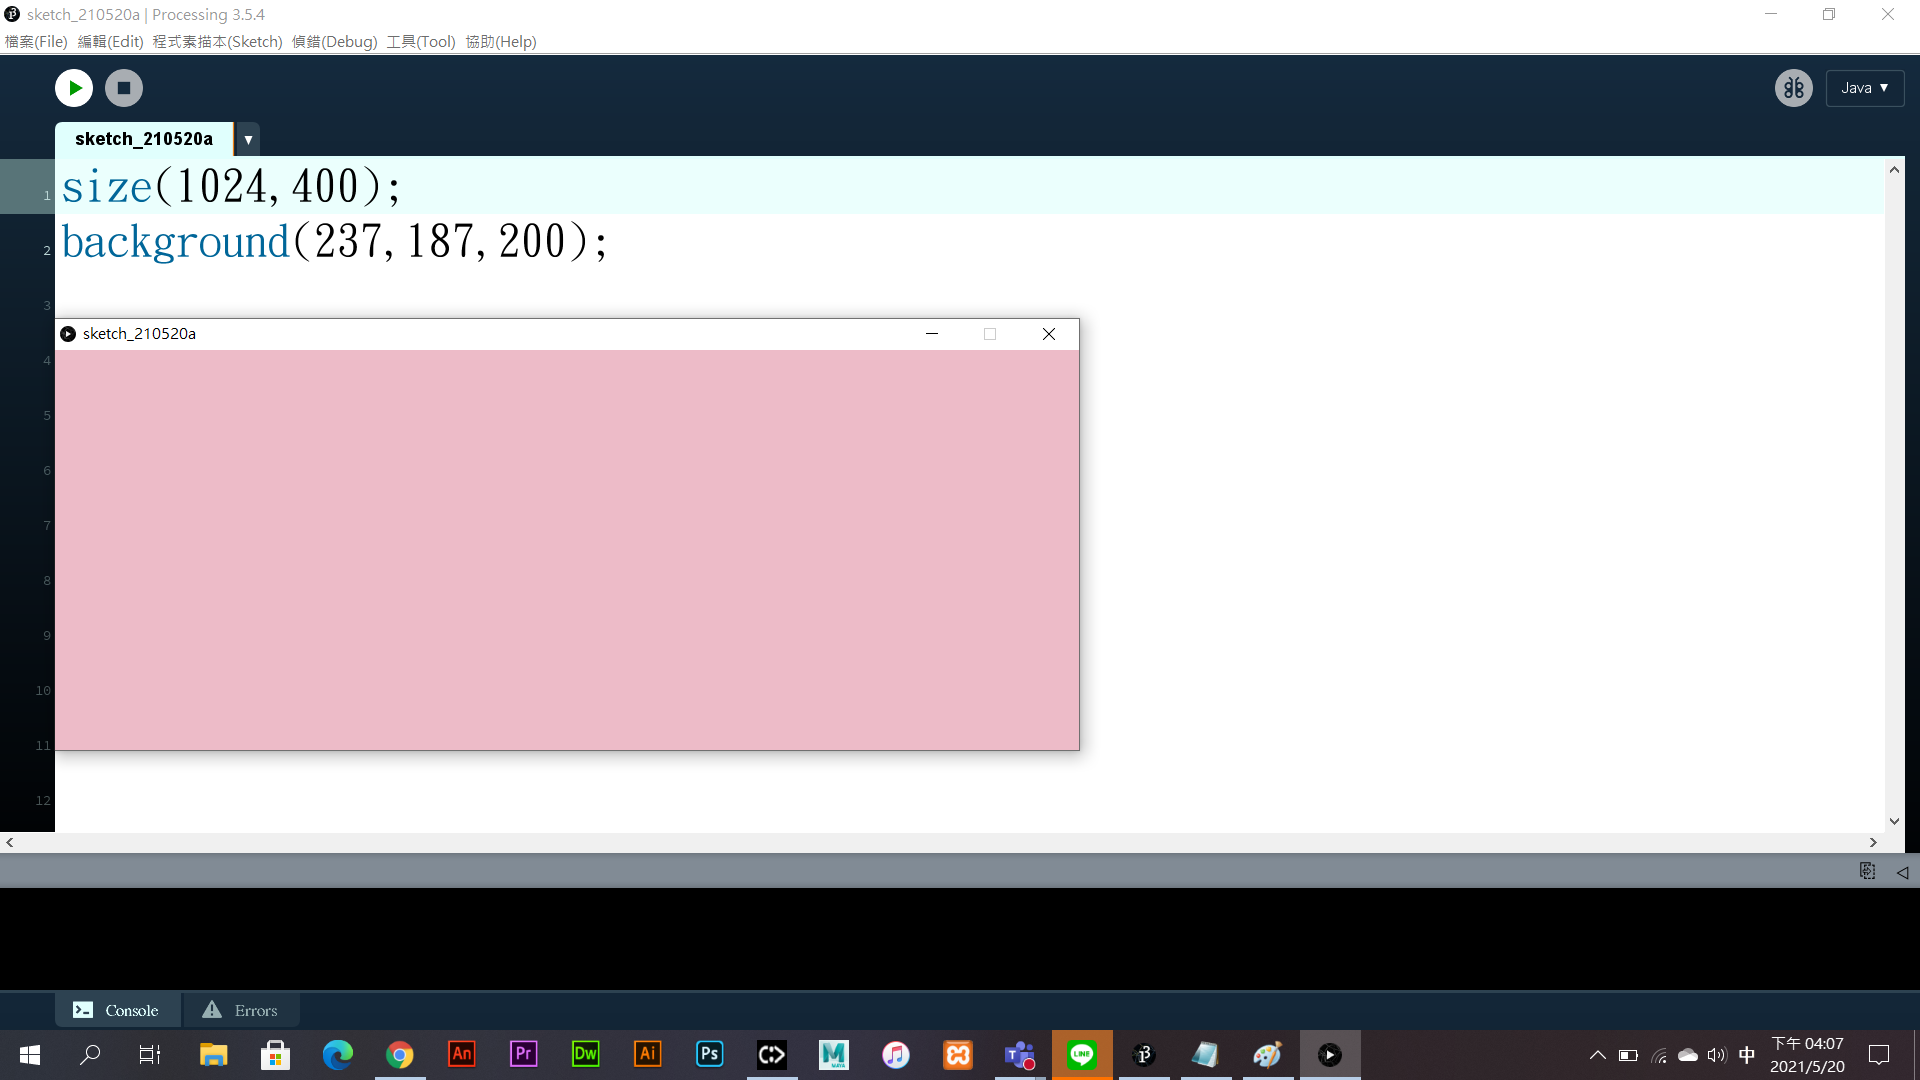 sketch_210520a | Processing 3.5.4
檔案(File) 編輯(Edit) 程式素描本(Sketch) 偵錯(Debug) 工具(Tool) 協助(Help)
Java ▼
sketch_210520a ▼
1 size(1024,400);
2 background(237,187,200);
3
sketch_210520a
4
5
6
7
8
9
10
11
12
Console Errors
An Pr Dw Ai Ps M MAYA T LINE 中 下午 04:07
2021/5/20